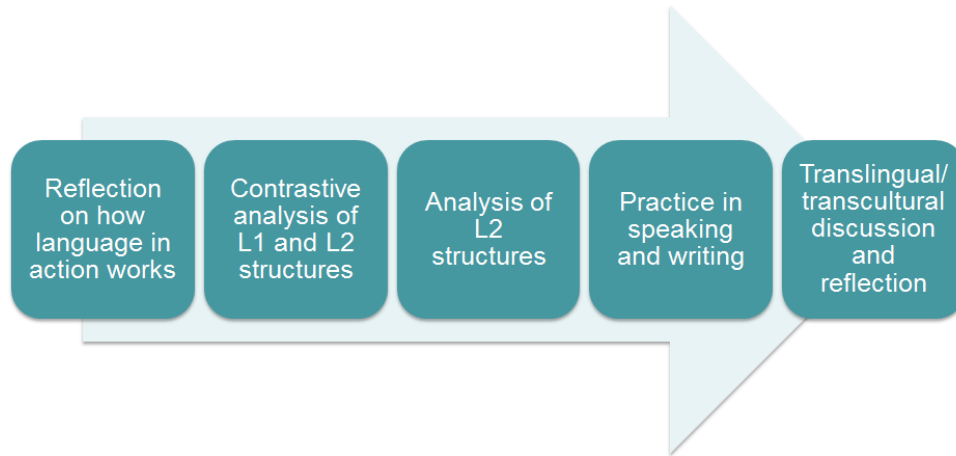 Reflection
on how
language in
action works
Contrastive
analysis of
L1 and L2
structures
Analysis of
L2
structures
Practice in
speaking
and writing
Translingual/
transcultural
discussion
and
reflection